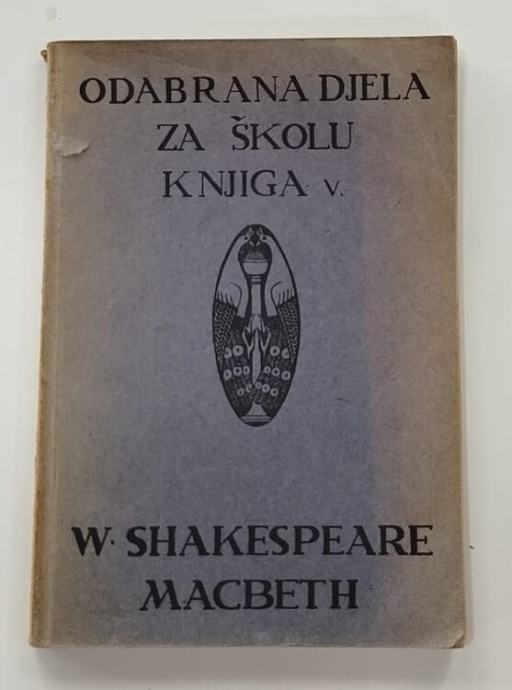 ODABRANA DJELA
ZA ŠKOLU
KNJIGA V.
W. SHAKESPEARE
MACBETH